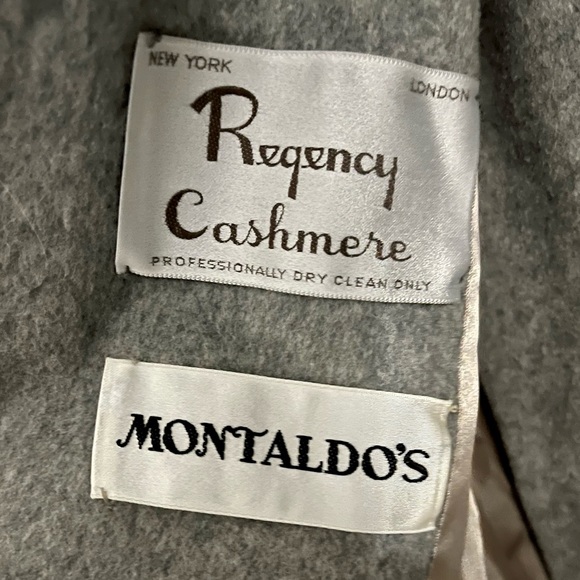 NEW YORK LONDON
Regency
Cashmere
PROFESSIONALLY DRY CLEAN ONLY
MONTALDO'S